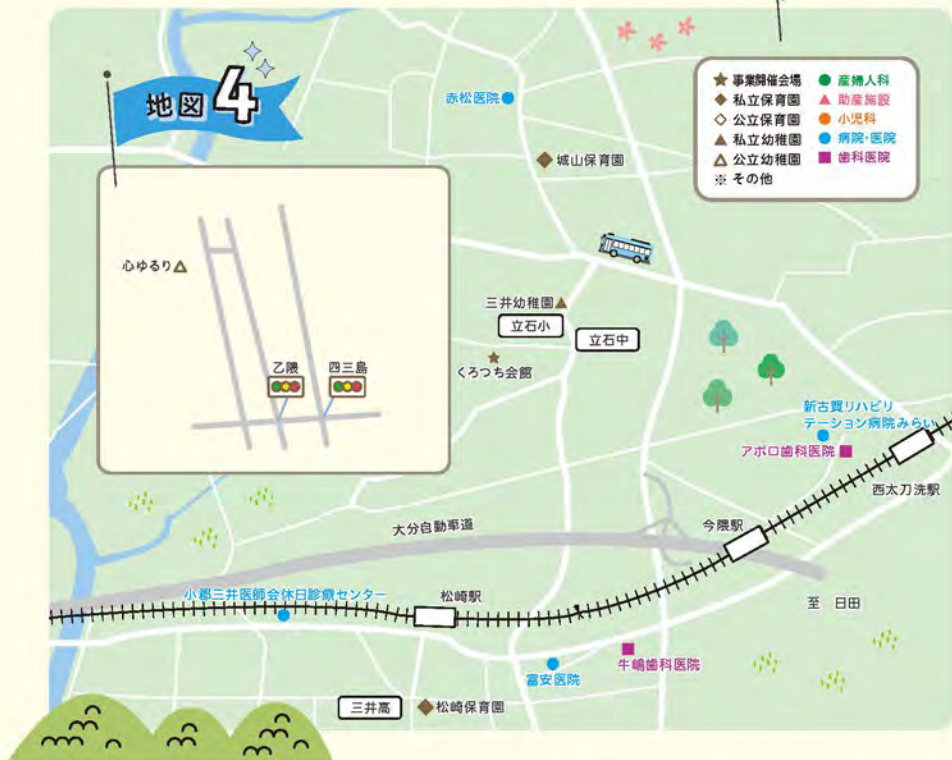 地図 4
★ 事業開催会場
◆ 私立保育園
◇ 公立保育園
▲ 私立幼稚園
△ 公立幼稚園
※ その他
● 産婦人科
▲ 助産施設
● 小児科
● 病院・医院
■ 歯科医院
赤松医院
城山保育園
心ゆるり
乙隈
四三島
三井幼稚園
立石小
立石中
くろつち会館
新古賀リハビリ
テーション病院みらい
アポロ歯科医院
西太刀洗駅
今隈駅
大分自動車道
小郡三井医師会休日診療センター
松崎駅
至 日田
牛嶋歯科医院
富安医院
三井高
松崎保育園